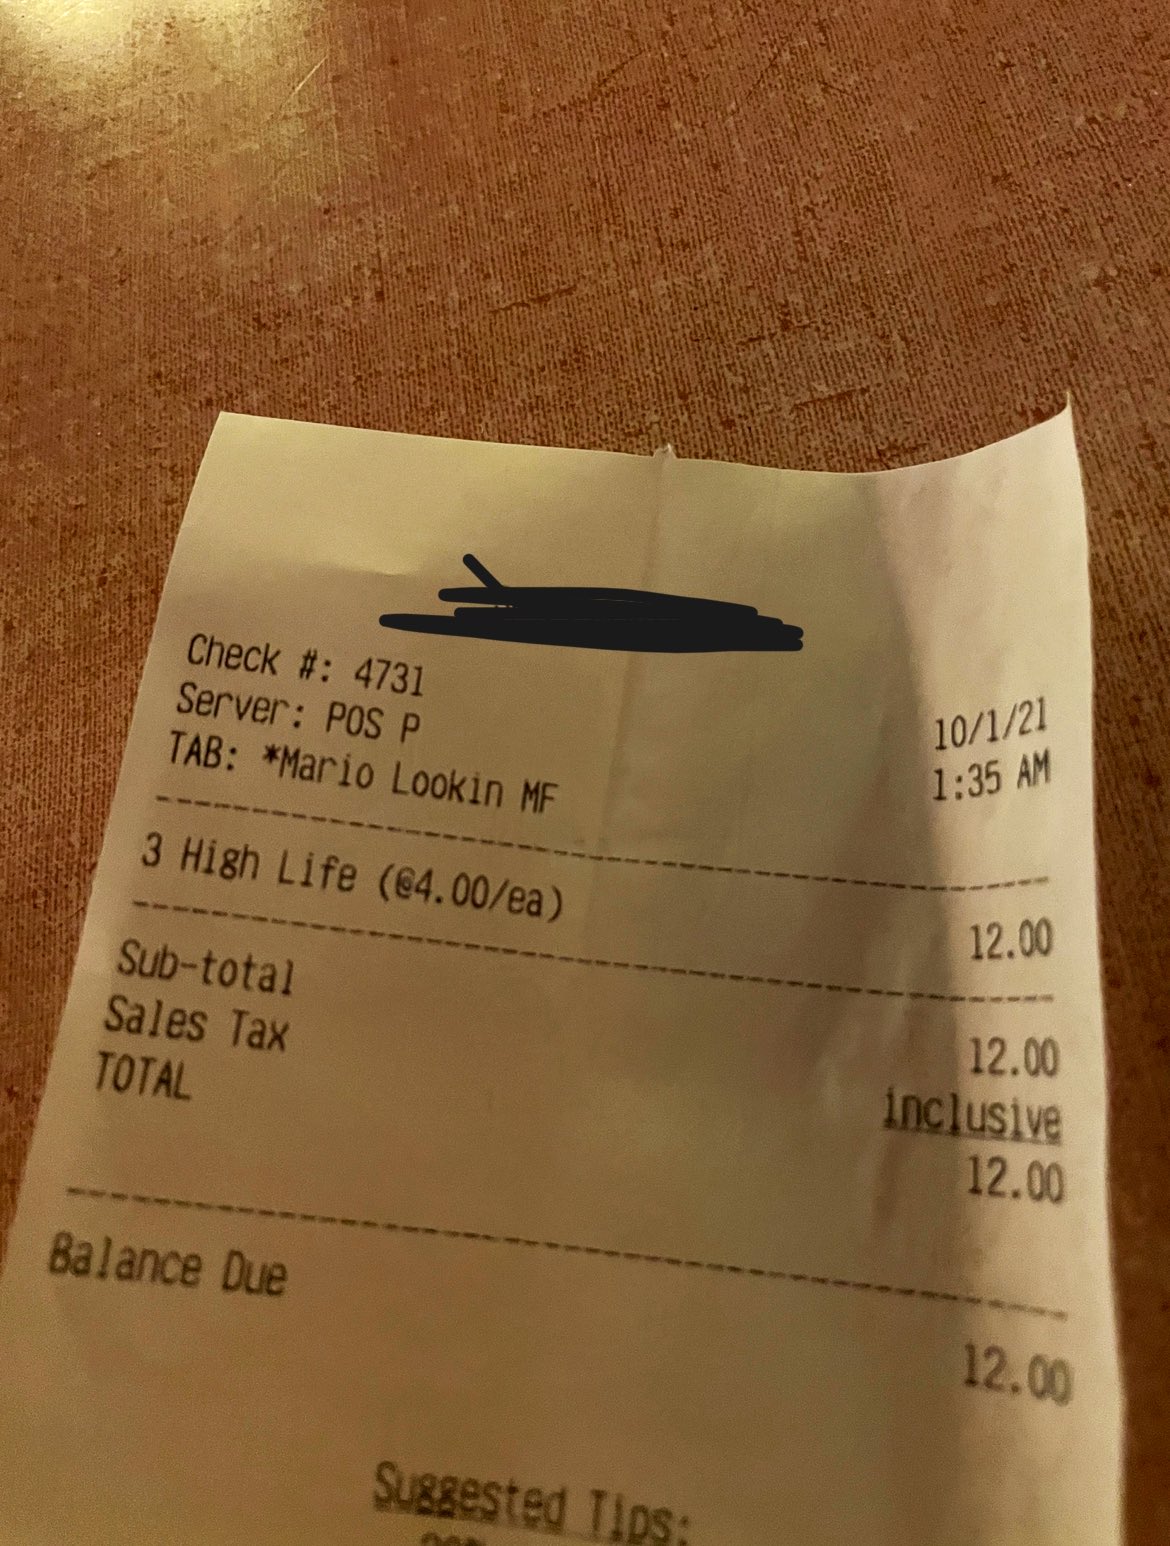 Check #: 4731
Server: POS P
10/1/21
TAB: *Mario Lookin MF
1:35 AM
3 High Life (@4.00/ea)
12.00
Sub-total
12.00
Sales Tax
inclusive
TOTAL
12.00
Balance Due
12.00
Suggested Tips: